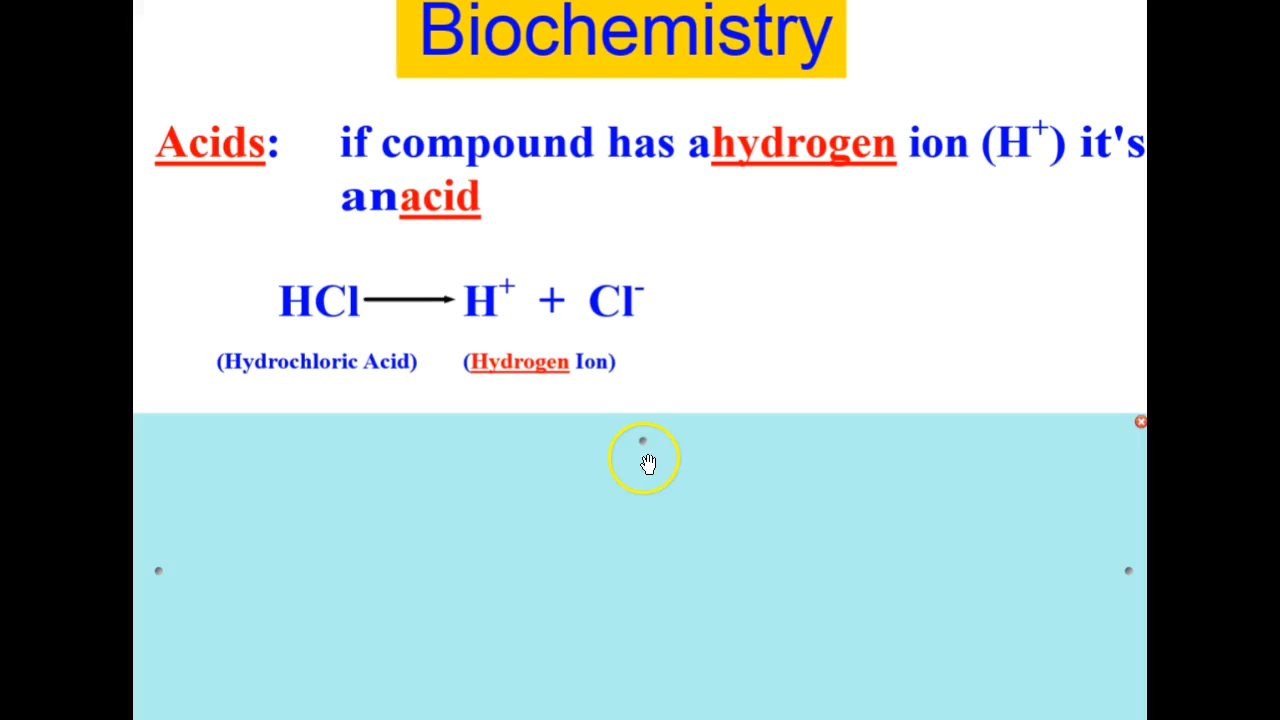 Biochemistry
Acids: if compound has ahydrogen ion (H⁺) it's
anacid
HCl → H⁺ + Cl⁻
(Hydrochloric Acid) (Hydrogen Ion)